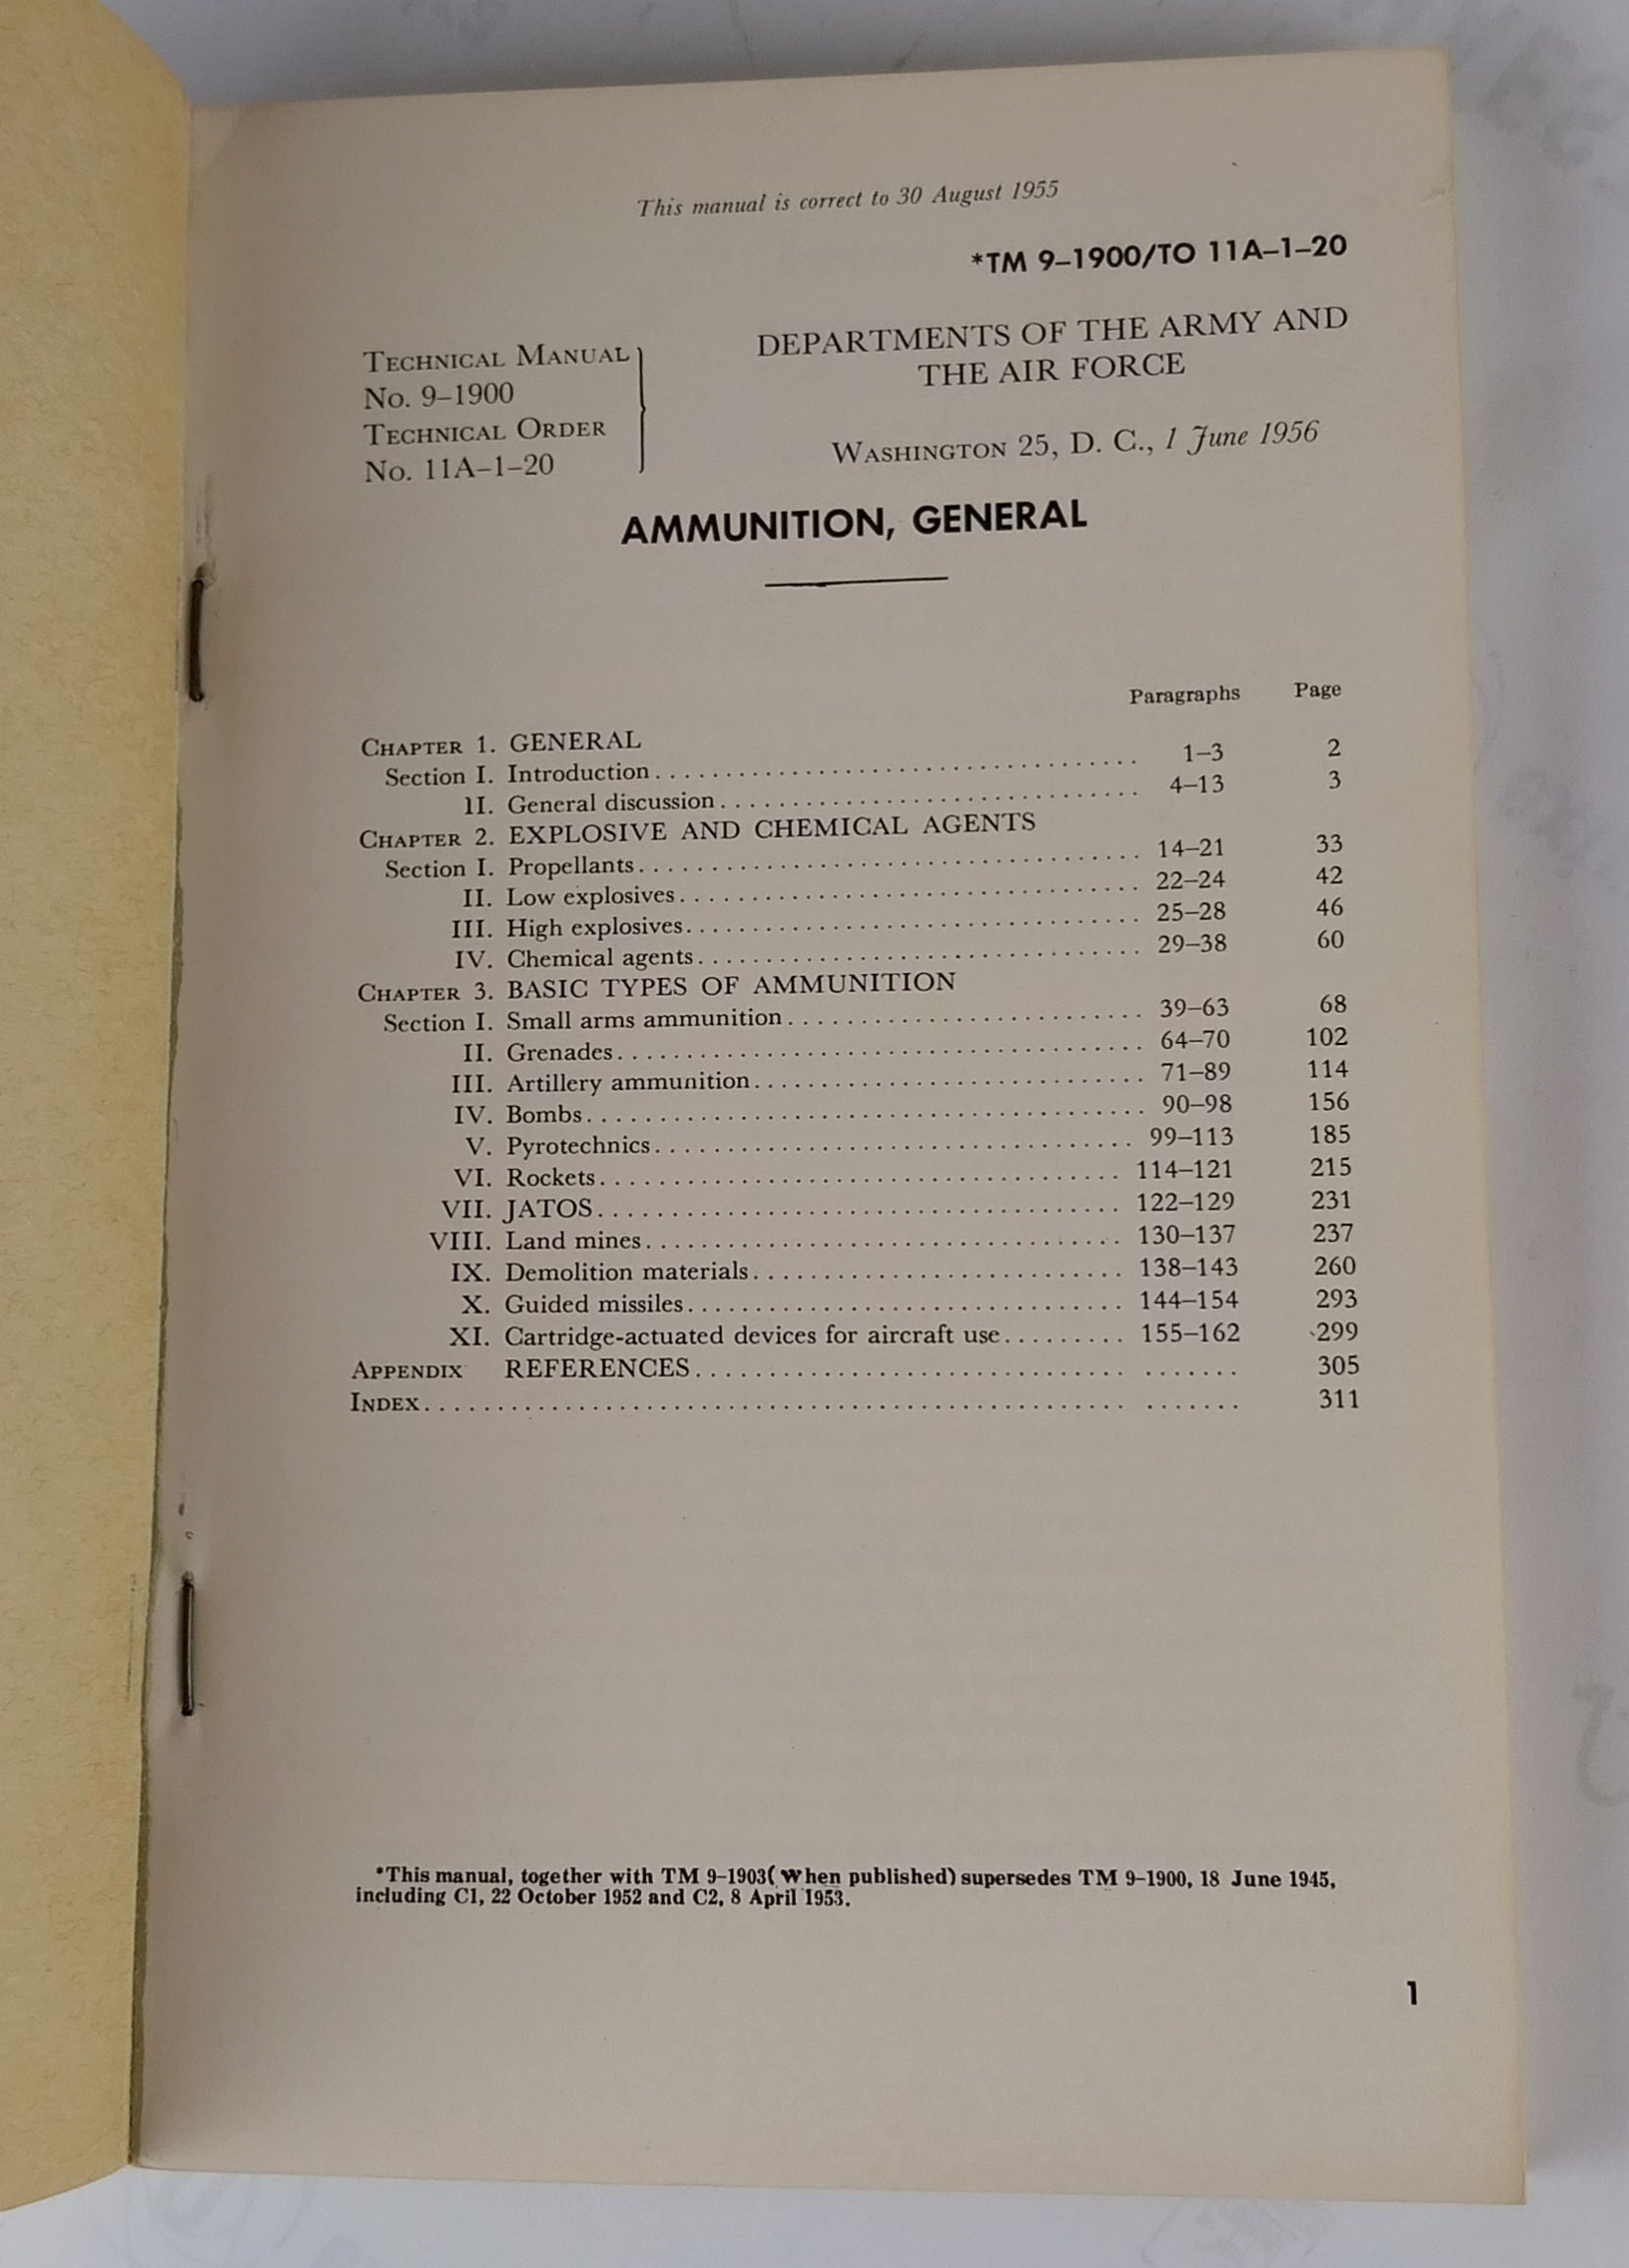 This manual is correct to 30 August 1955
*TM 9–1900/TO 11A–1–20
Technical Manual
No. 9–1900
Technical Order
No. 11A–1–20
DEPARTMENTS OF THE ARMY AND
THE AIR FORCE
Washington 25, D. C., 1 June 1956
AMMUNITION, GENERAL
Paragraphs Page
Chapter 1. GENERAL
Section I. Introduction 1–3 2
II. General discussion 4–13 3
Chapter 2. EXPLOSIVE AND CHEMICAL AGENTS
Section I. Propellants 14–21 33
II. Low explosives 22–24 42
III. High explosives 25–28 46
IV. Chemical agents 29–38 60
Chapter 3. BASIC TYPES OF AMMUNITION
Section I. Small arms ammunition 39–63 68
II. Grenades 64–70 102
III. Artillery ammunition 71–89 114
IV. Bombs 90–98 156
V. Pyrotechnics 99–113 185
VI. Rockets 114–121 215
VII. JATOS 122–129 231
VIII. Land mines 130–137 237
IX. Demolition materials 138–143 260
X. Guided missiles 144–154 293
XI. Cartridge-actuated devices for aircraft use 155–162 299
Appendix REFERENCES 305
Index 311
*This manual, together with TM 9–1903(When published) supersedes TM 9–1900, 18 June 1945,
including C1, 22 October 1952 and C2, 8 April 1953.
1